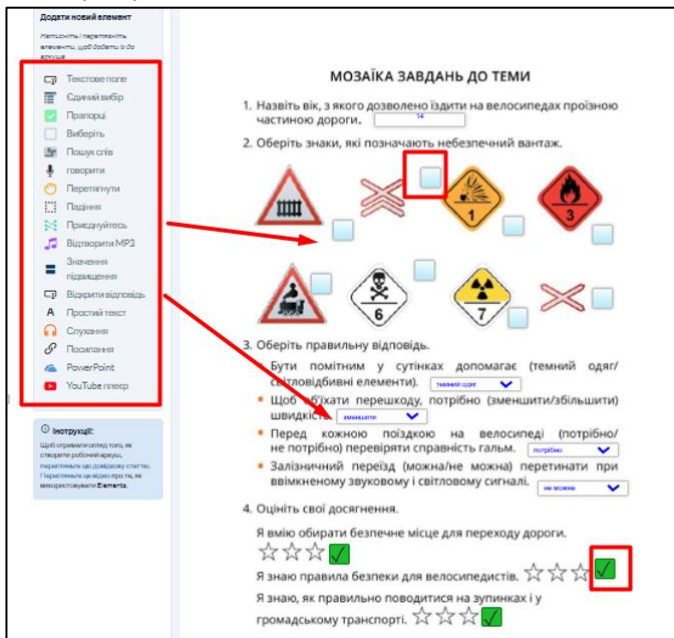 Додати новий елемент
Натисніть і перетягніть
елементи, щоб додати їх до
аркуша
Текстове поле
Єдиний вибір
Прапорці
Виберіть
Пошук слів
говорити
Перетягнути
Падіння
Приєднуйтесь
Відтворити MP3
Значення
підвищення
Відкрити відповідь
Простий текст
Слухання
Посилання
PowerPoint
YouTube плеєр
Інструкції:
Щоб отримати огляд того, як
створити робочий аркуш,
перегляньте цю довідкову статтю.
Перегляньте це відео про те, як
використовувати Elements.
МОЗАЇКА ЗАВДАНЬ ДО ТЕМИ
1. Назвіть вік, з якого дозволено їздити на велосипедах проїзною
частиною дороги. 14
2. Оберіть знаки, які позначають небезпечний вантаж.
1
3
6
7
3. Оберіть правильну відповідь.
• Бути помітним у сутінках допомагає (темний одяг/
світловідбивні елементи). темний одяг
• Щоб об'їхати перешкоду, потрібно (зменшити/збільшити)
швидкість зменшити
• Перед кожною поїздкою на велосипеді (потрібно/
не потрібно) перевіряти справність гальм. потрібно
• Залізничний переїзд (можна/не можна) перетинати при
ввімкненому звуковому і світловому сигналі. не можна
4. Оцініть свої досягнення.
Я вмію обирати безпечне місце для переходу дороги.
Я знаю правила безпеки для велосипедистів.
Я знаю, як правильно поводитися на зупинках і у
громадському транспорті.